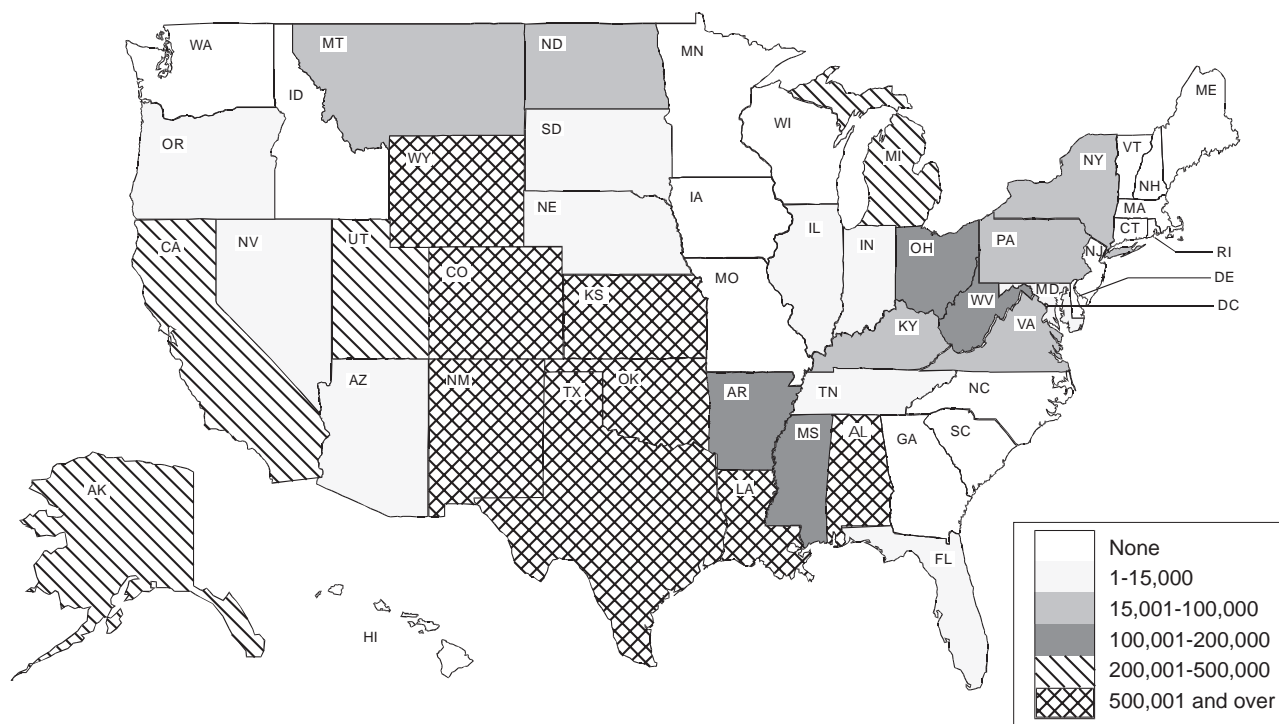 WA
MT
ND
MN
ME
ID
OR
SD
WI
VT
NY
MI
WY
NH
IA
MA
NE
CT
CA
NV
UT
IL
IN
OH
PA
NJ
RI
CO
KS
MO
WV
MD
DE
KY
VA
DC
AZ
NM
TX
OK
AR
TN
NC
MS
AL
GA
SC
AK
LA
FL
HI
None
1-15,000
15,001-100,000
100,001-200,000
200,001-500,000
500,001 and over